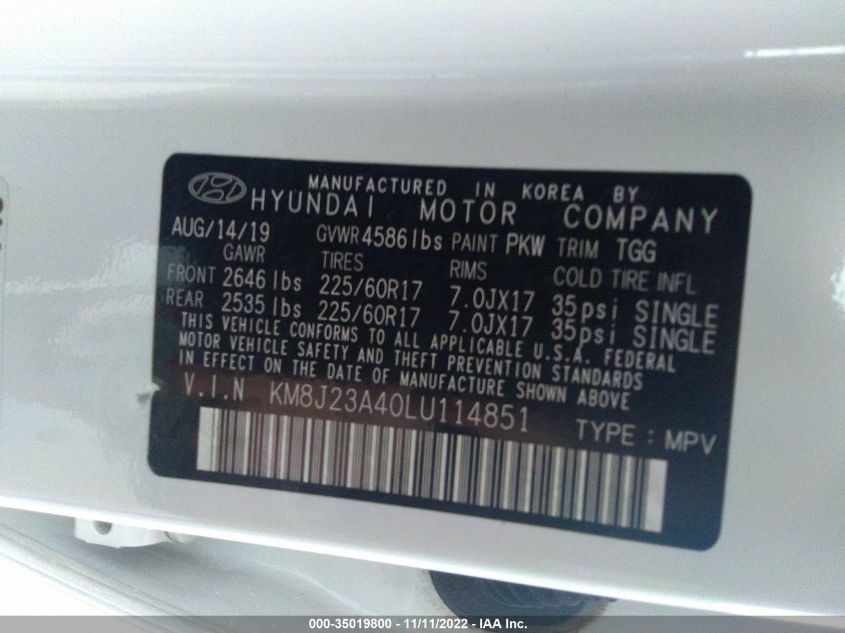 MANUFACTURED IN KOREA BY
HYUNDAI MOTOR COMPANY
AUG/14/19 GVWR 4586 lbs PAINT PKW TRIM TGG
GAWR TIRES RIMS COLD TIRE INFL
FRONT 2646 lbs 225/60R17 7.0JX17 35psi SINGLE
REAR 2535 lbs 225/60R17 7.0JX17 35psi SINGLE
THIS VEHICLE CONFORMS TO ALL APPLICABLE U.S.A. FEDERAL
MOTOR VEHICLE SAFETY AND THEFT PREVENTION STANDARDS
IN EFFECT ON THE DATE OF MANUFACTURE SHOWN ABOVE
V.I.N KM8J23A40LU114851
TYPE : MPV
000-35019800 - 11/11/2022 - IAA Inc.